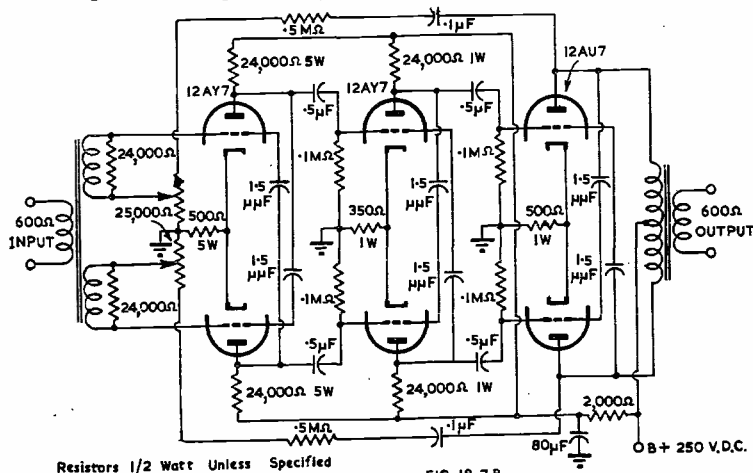 .5MΩ
.1µF
12AU7
24,000Ω 5W
24,000Ω 1W
12AY7
.5µF
12AY7
.5µF
24,000Ω
.1MΩ
1.5 µµF
.1MΩ
1.5 µµF
1.5 µµF
600Ω INPUT
25,000Ω
500Ω 5W
350Ω 1W
500Ω 1W
600Ω OUTPUT
1.5 µµF
1.5 µµF
1.5 µµF
24,000Ω
.1MΩ
.1MΩ
.5µF
.5µF
24,000Ω 5W
24,000Ω 1W
2,000Ω
.5MΩ
.1µF
80µF
B+ 250 V.D.C.
Resistors 1/2 Watt Unless Specified